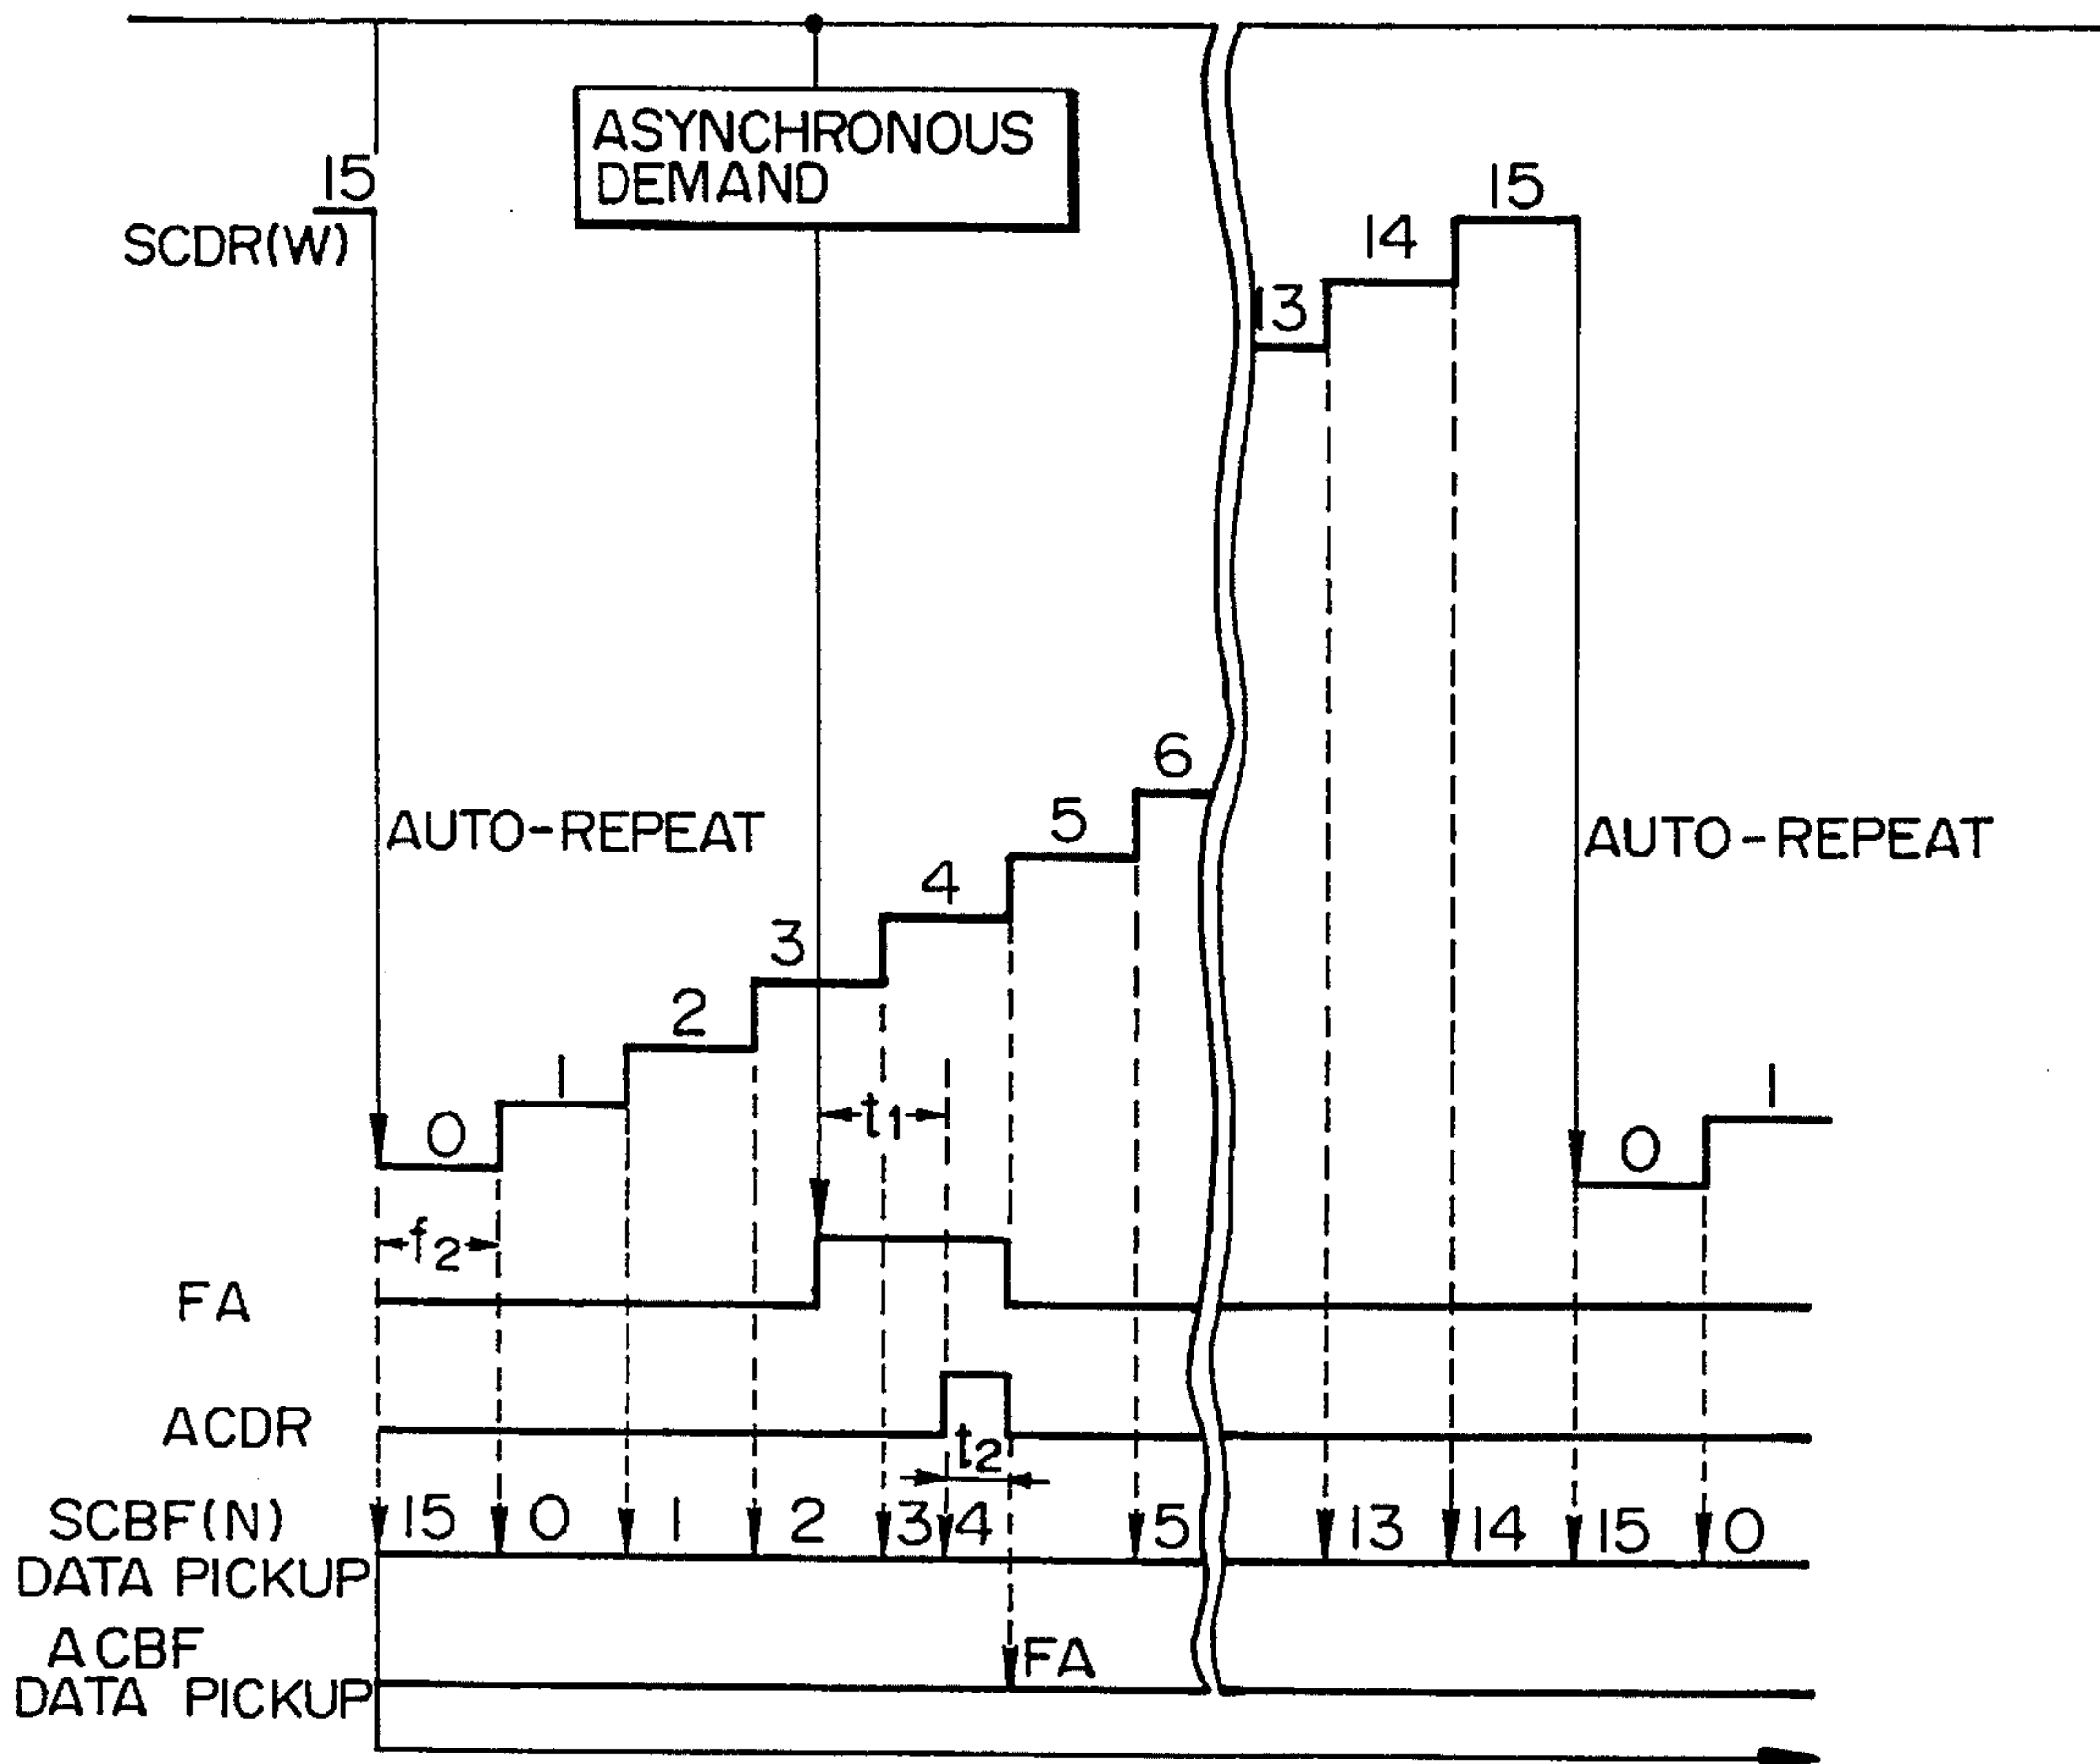 ASYNCHRONOUS
DEMAND
15
SCDR(W)
15
14
13
6
AUTO-REPEAT
5
AUTO-REPEAT
4
3
2
1
1
t1
0
0
f2
FA
ACDR
t2
SCBF(N)
DATA PICKUP
15 0 1 2 3 4 5 13 14 15 0
ACBF
DATA PICKUP
FA